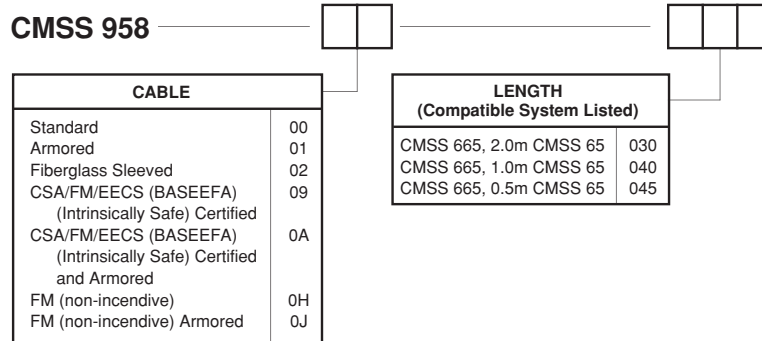 CMSS 958
CABLE
Standard 00
Armored 01
Fiberglass Sleeved 02
CSA/FM/EECS (BASEEFA) 09
(Intrinsically Safe) Certified
CSA/FM/EECS (BASEEFA) 0A
(Intrinsically Safe) Certified
and Armored
FM (non-incendive) 0H
FM (non-incendive) Armored 0J
LENGTH
(Compatible System Listed)
CMSS 665, 2.0m CMSS 65 030
CMSS 665, 1.0m CMSS 65 040
CMSS 665, 0.5m CMSS 65 045